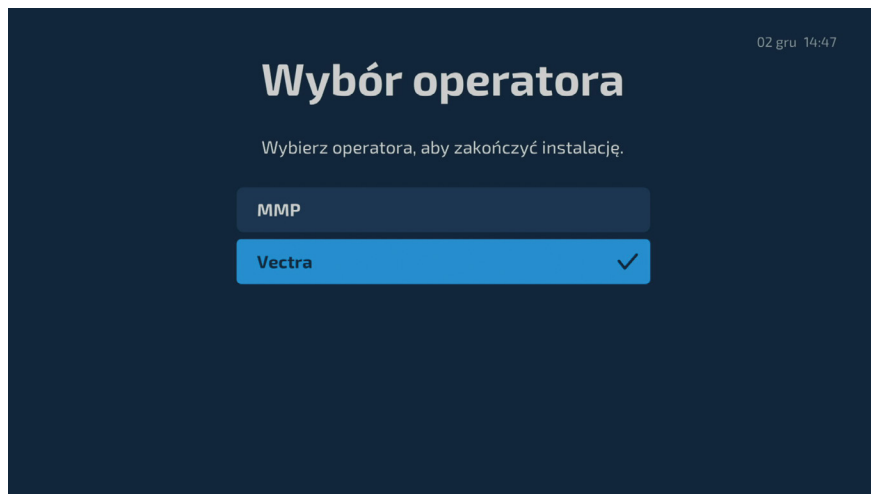 02 gru 14:47
Wybór operatora
Wybierz operatora, aby zakończyć instalację.
MMP
Vectra